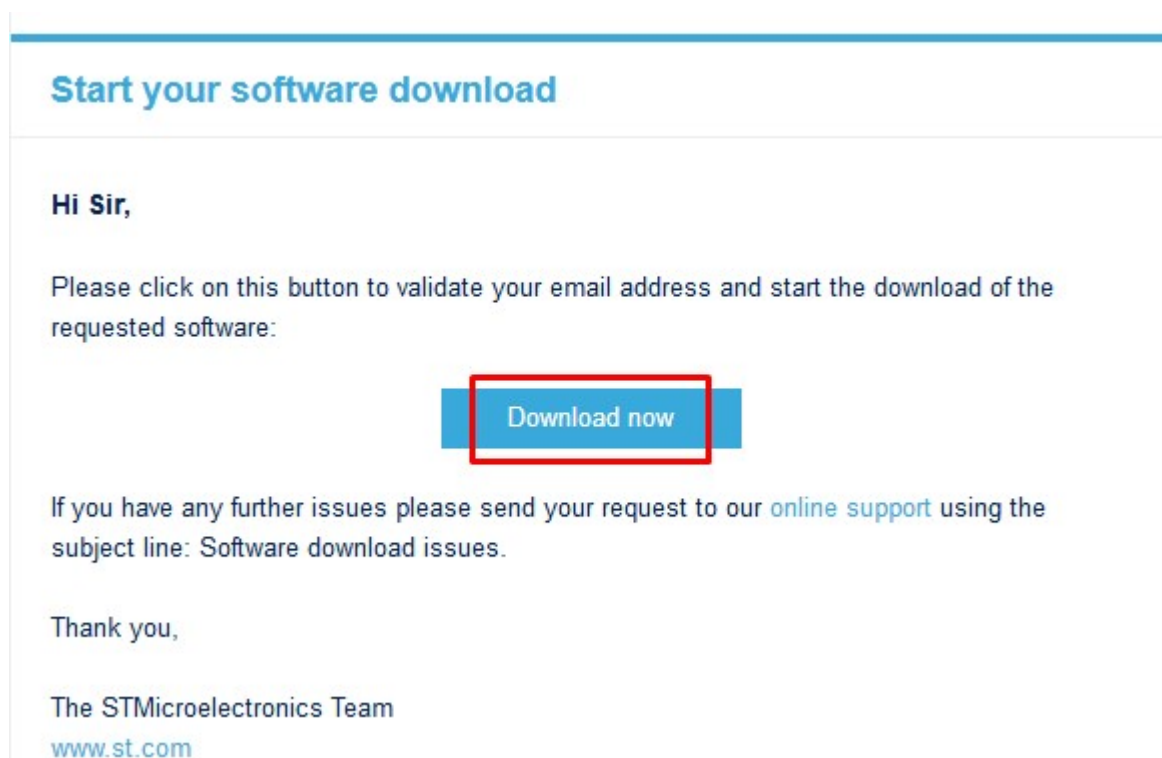 Start your software download
Hi Sir,
Please click on this button to validate your email address and start the download of the
requested software:
Download now
If you have any further issues please send your request to our online support using the
subject line: Software download issues.
Thank you,
The STMicroelectronics Team
www.st.com